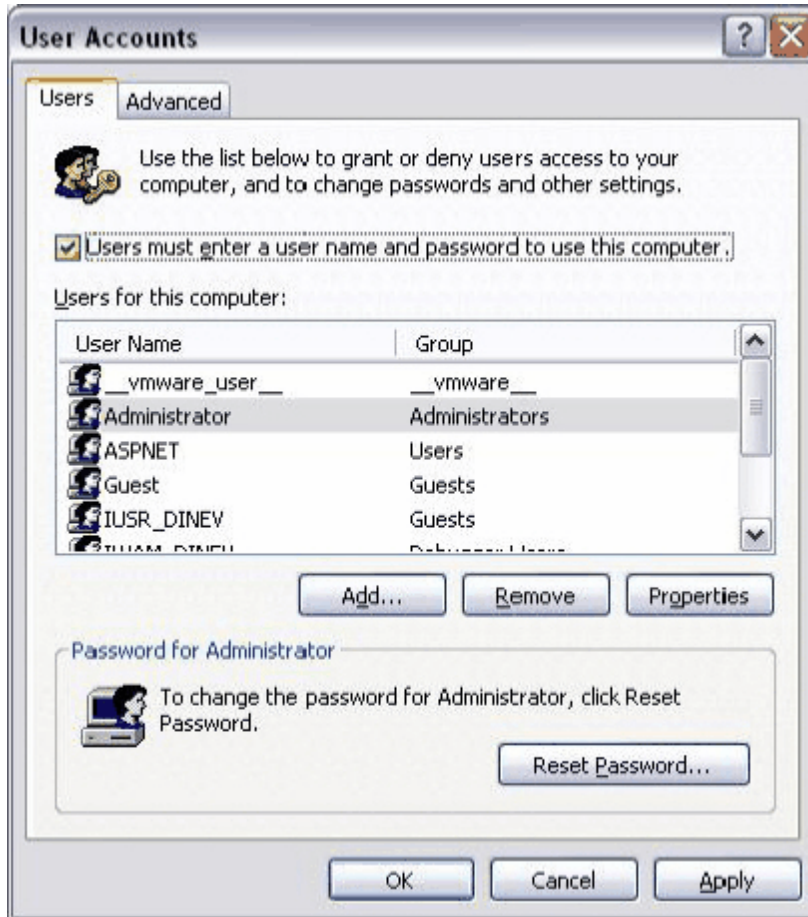 User Accounts
Users Advanced
Use the list below to grant or deny users access to your
computer, and to change passwords and other settings.
Users must enter a user name and password to use this computer.
Users for this computer:
User Name Group
__vmware_user__ __vmware__
Administrator Administrators
ASPNET Users
Guest Guests
IUSR_DINEV Guests
Add... Remove Properties
Password for Administrator
To change the password for Administrator, click Reset
Password.
Reset Password...
OK Cancel Apply